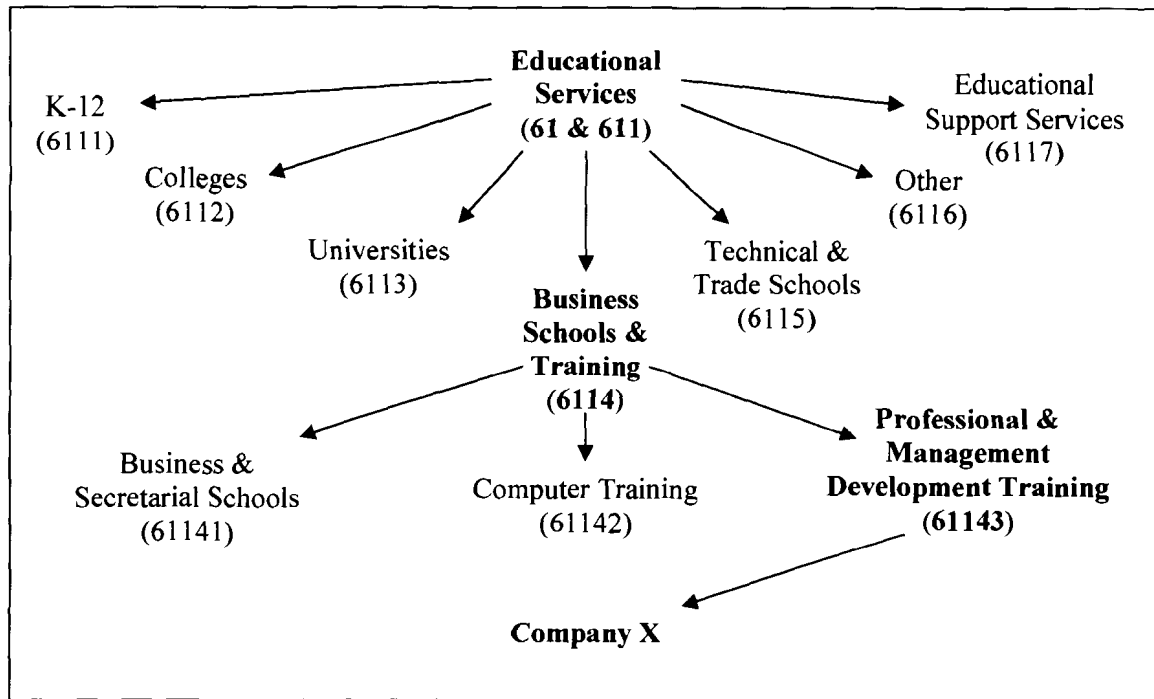 Educational
Services
(61 & 611)
K-12
(6111)
Colleges
(6112)
Universities
(6113)
Business
Schools &
Training
(6114)
Technical &
Trade Schools
(6115)
Other
(6116)
Educational
Support Services
(6117)
Business &
Secretarial Schools
(61141)
Computer Training
(61142)
Professional &
Management
Development Training
(61143)
Company X